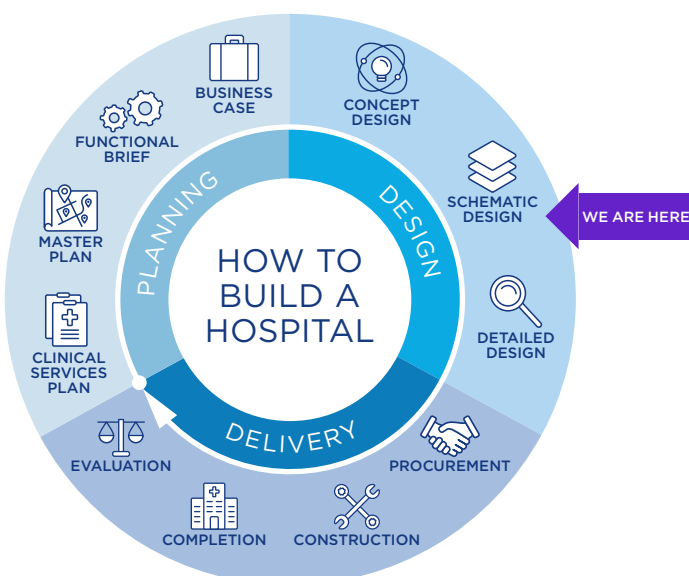 HOW TO
BUILD A
HOSPITAL
PLANNING
CLINICAL
SERVICES
PLAN
MASTER
PLAN
FUNCTIONAL
BRIEF
BUSINESS
CASE
DESIGN
CONCEPT
DESIGN
SCHEMATIC
DESIGN
WE ARE HERE
DETAILED
DESIGN
DELIVERY
PROCUREMENT
CONSTRUCTION
COMPLETION
EVALUATION